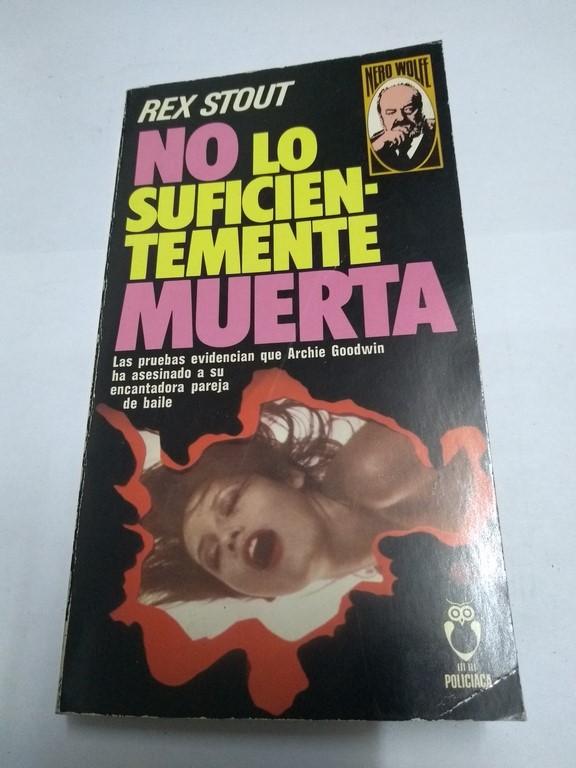 REX STOUT
NERO WOLFE
NO LO
SUFICIEN-
TEMENTE
MUERTA
Las pruebas evidencian que Archie Goodwin
ha asesinado a su
encantadora pareja
de baile
POLICIACA